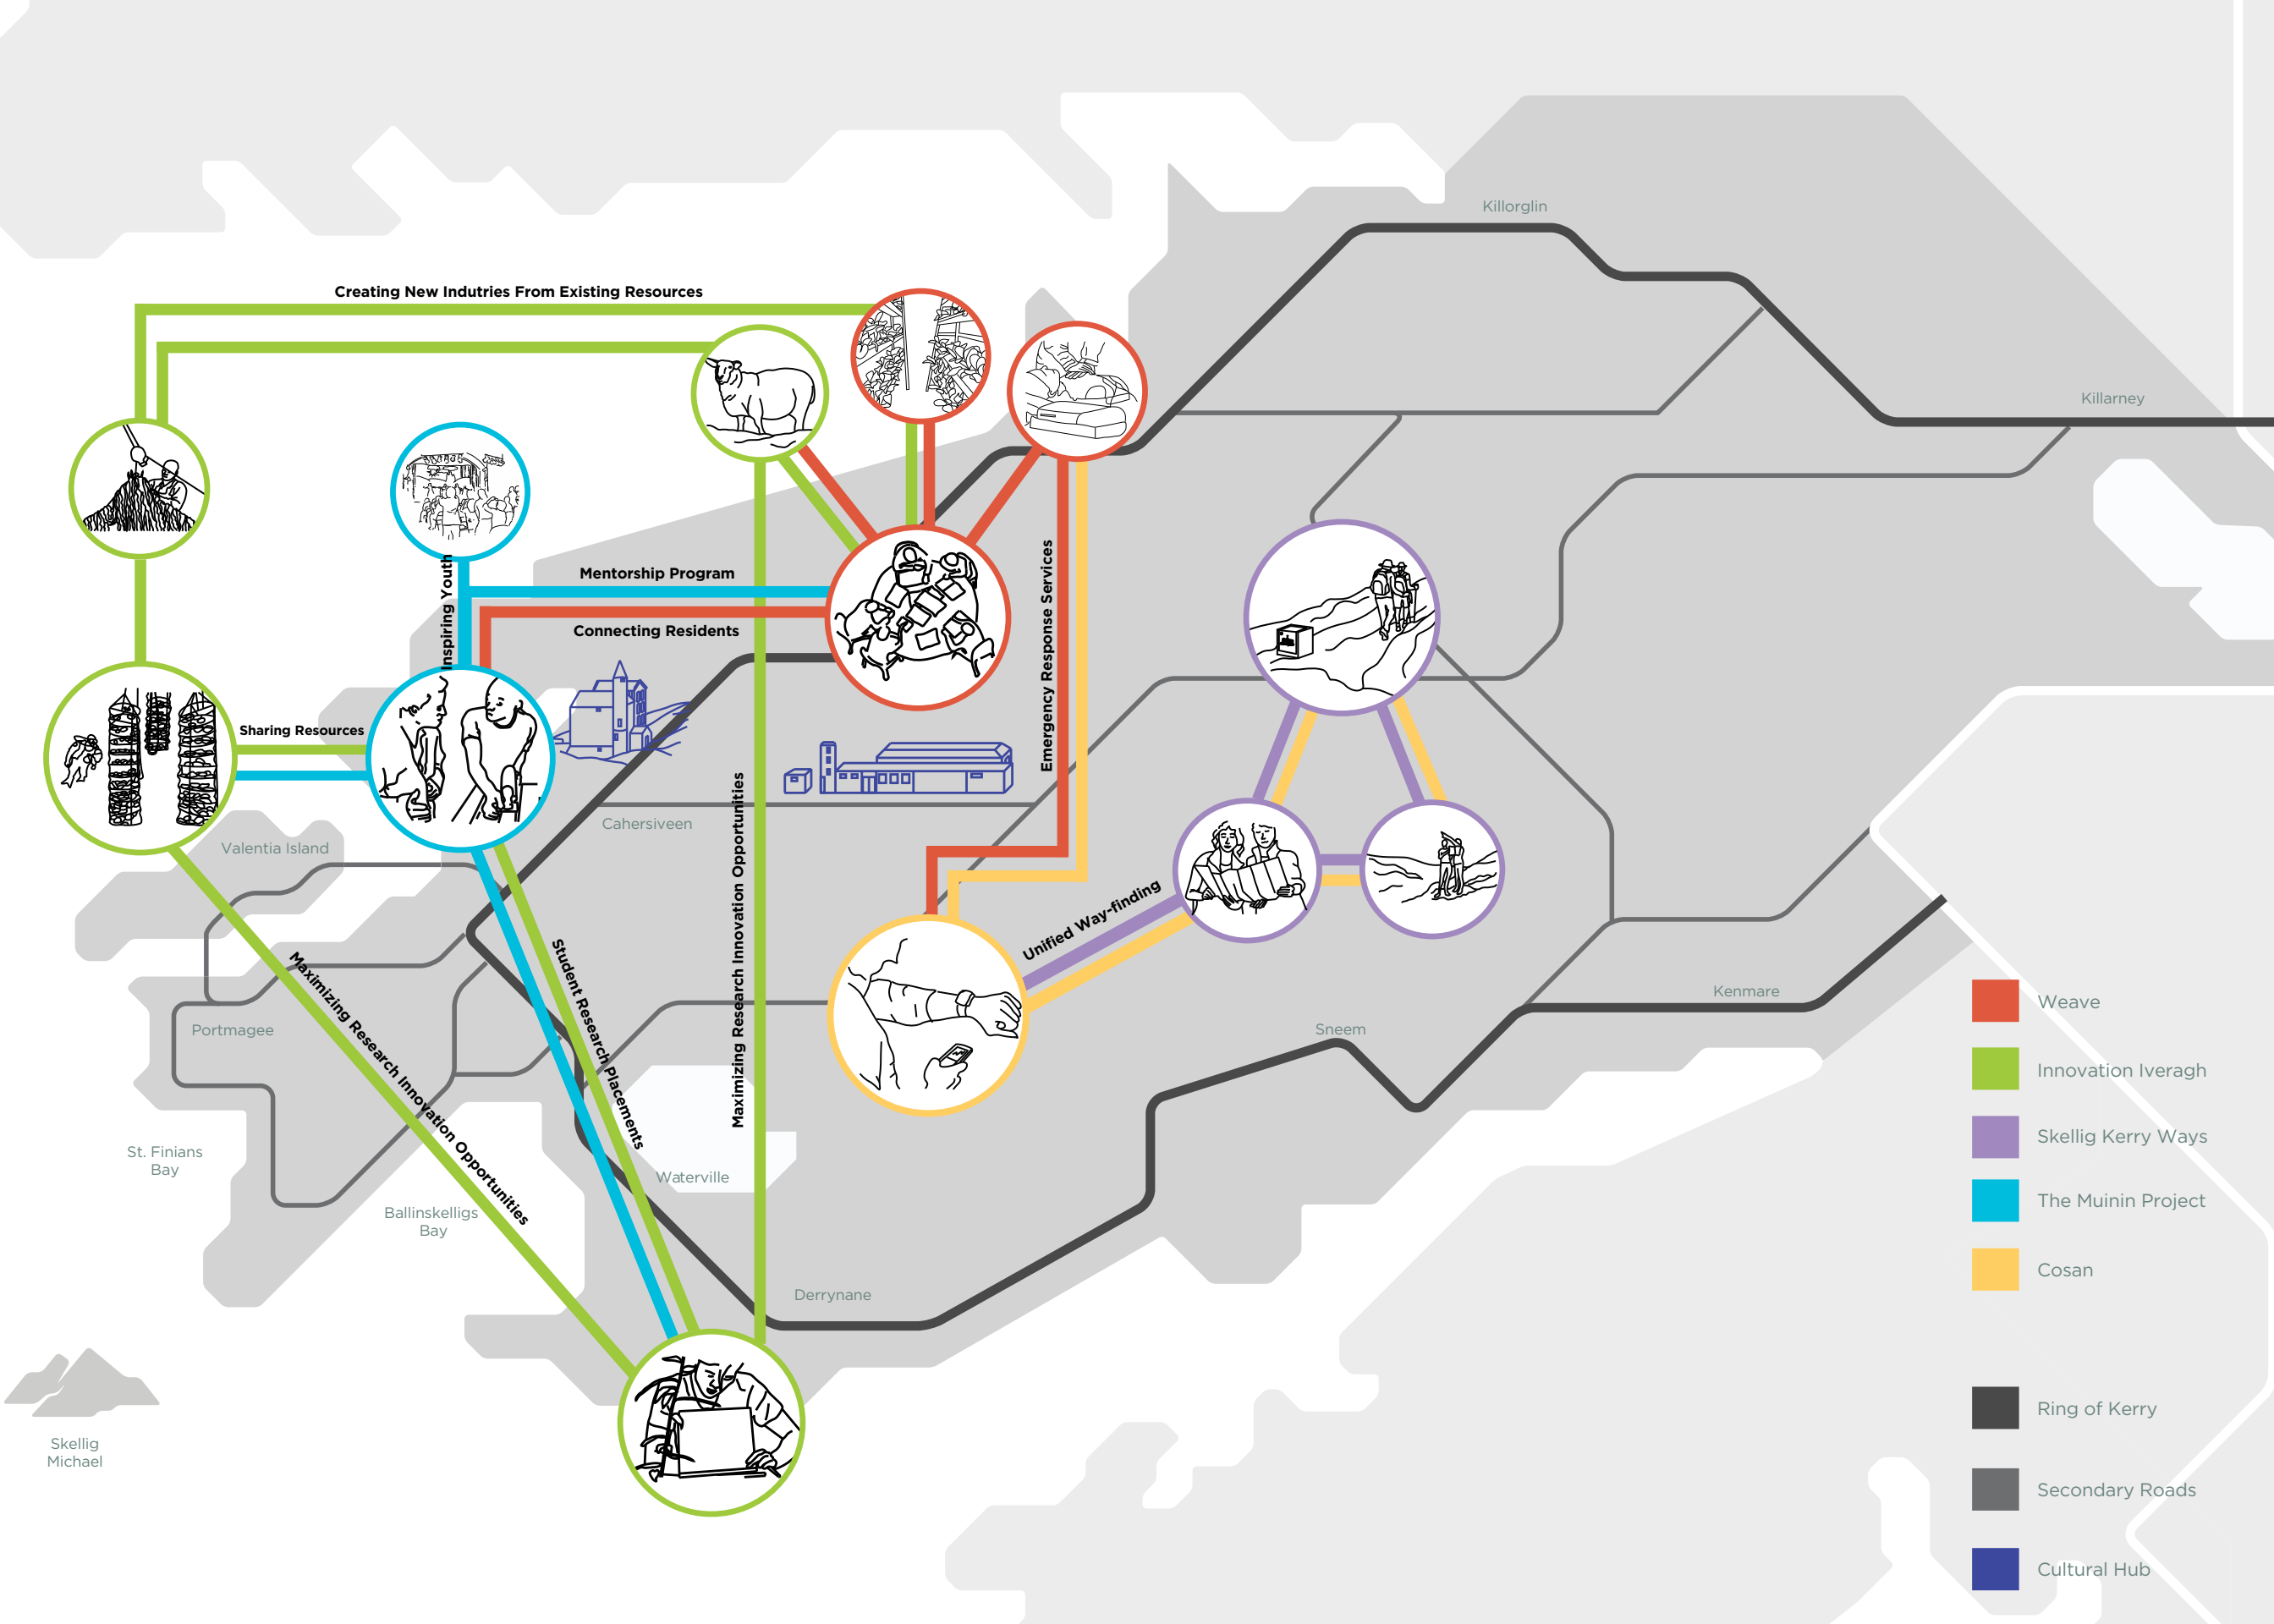 Killorglin
Creating New Indutries From Existing Resources
Killarney
Inspiring Youth
Mentorship Program
Connecting Residents
Emergency Response Services
Sharing Resources
Maximizing Research Innovation Opportunities
Cahersiveen
Valentia Island
Unified Way-finding
Student Research Placements
Maximizing Research Innovation Opportunities
Kenmare
Weave
Portmagee
Sneem
Innovation Iveragh
St. Finians
Bay
Skellig Kerry Ways
Waterville
Ballinskelligs
Bay
The Muinin Project
Cosan
Derrynane
Ring of Kerry
Skellig
Michael
Secondary Roads
Cultural Hub